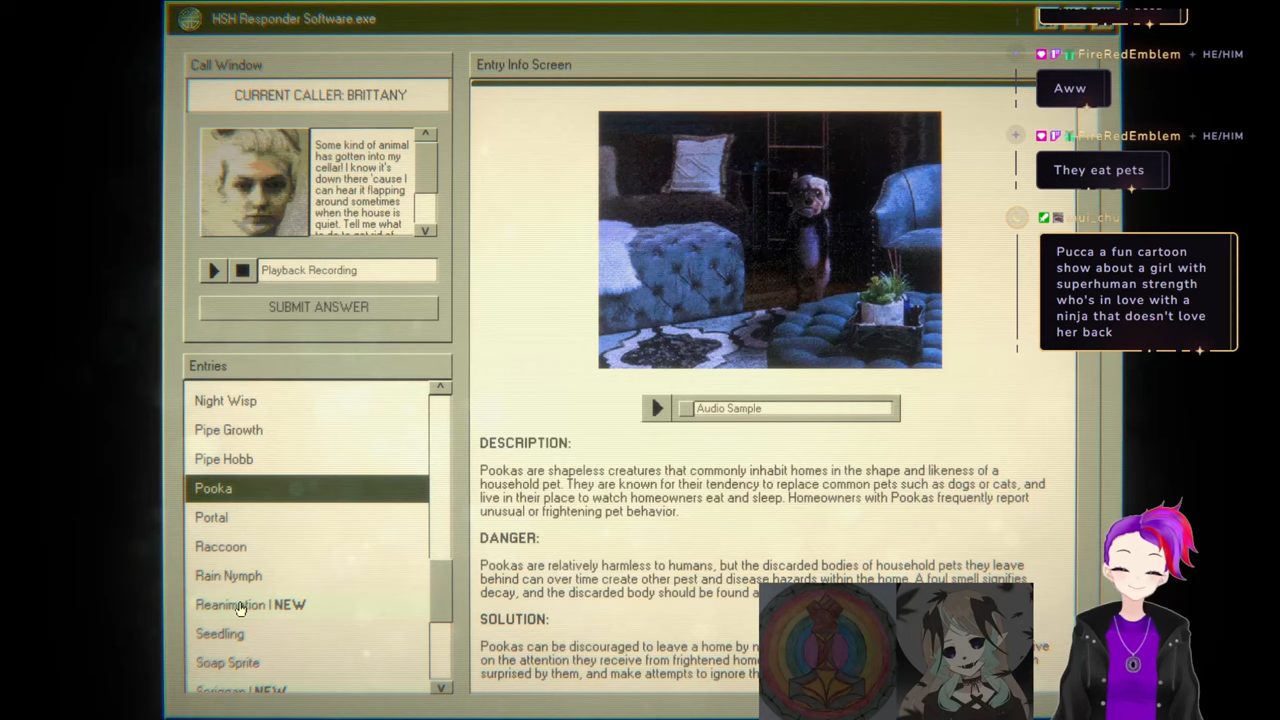 HSH Responder Software.exe
Call Window
CURRENT CALLER: BRITTANY
Some kind of animal
has gotten into my
cellar! I know it's
down there 'cause I
can hear it flapping
around sometimes
when the house is
quiet. Tell me what
Playback Recording
SUBMIT ANSWER
Entries
Night Wisp
Pipe Growth
Pipe Hobb
Pooka
Portal
Raccoon
Rain Nymph
Reanimation | NEW
Seedling
Soap Sprite
Spriggan | NEW
Entry Info Screen
Audio Sample
DESCRIPTION:
Pookas are shapeless creatures that commonly inhabit homes in the shape and likeness of a
household pet. They are known for their tendency to replace common pets such as dogs or cats, and
live in their place to watch homeowners eat and sleep. Homeowners with Pookas frequently report
unusual or frightening pet behavior.
DANGER:
Pookas are relatively harmless to humans, but the discarded bodies of household pets they leave
behind can over time create other pest and disease hazards within the home. A foul smell signifies
decay, and the discarded body should be found a
SOLUTION:
Pookas can be discouraged to leave a home by n
on the attention they receive from frightened hom
surprised by them, and make attempts to ignore th
FireRedEmblem + HE/HIM
Aww
FireRedEmblem + HE/HIM
They eat pets
Pucca a fun cartoon
show about a girl with
superhuman strength
who's in love with a
ninja that doesn't love
her back